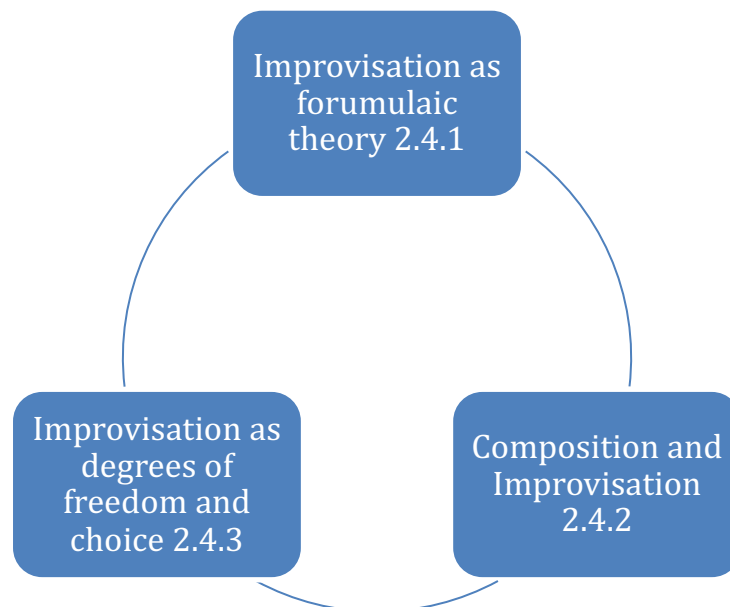 Improvisation as
forumulaic
theory 2.4.1
Improvisation as
degrees of
freedom and
choice 2.4.3
Composition and
Improvisation
2.4.2